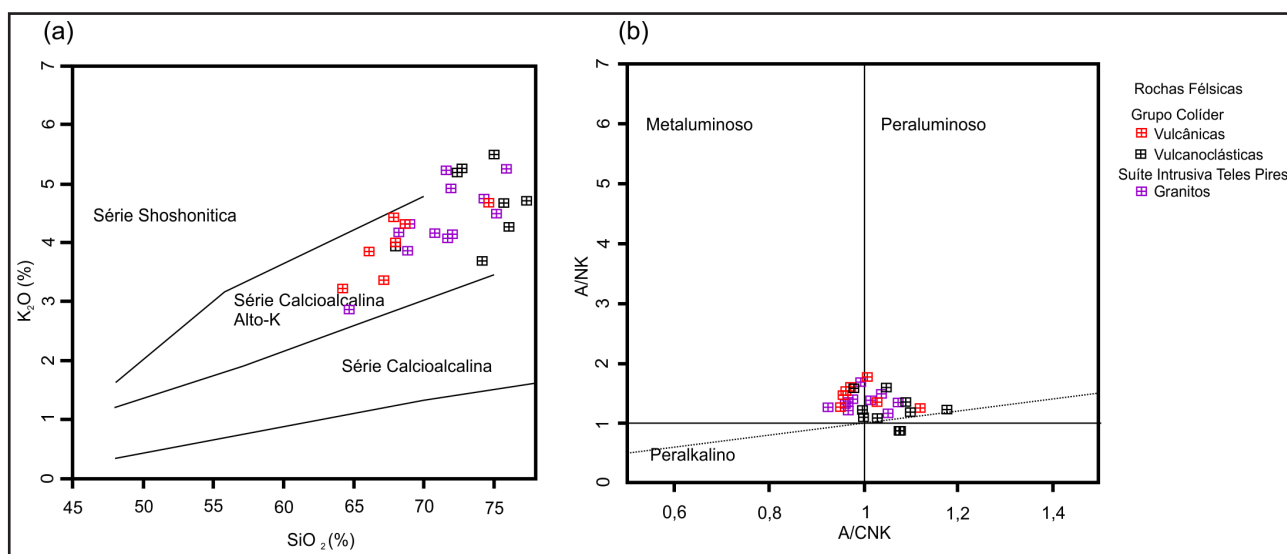 (a)
7
6
5
4
3
2
1
0
K2O (%)
Série Shoshonitica
Série Calcioalcalina
Alto-K
Série Calcioalcalina
45
50
55
60
65
70
75
SiO 2 (%)
(b)
7
6
5
4
3
2
1
0
A/NK
Metaluminoso
Peraluminoso
Peralkalino
0,6
0,8
1
1,2
1,4
A/CNK
Rochas Félsicas
Grupo Colíder
Vulcânicas
Vulcanoclásticas
Suíte Intrusiva Teles Pires
Granitos